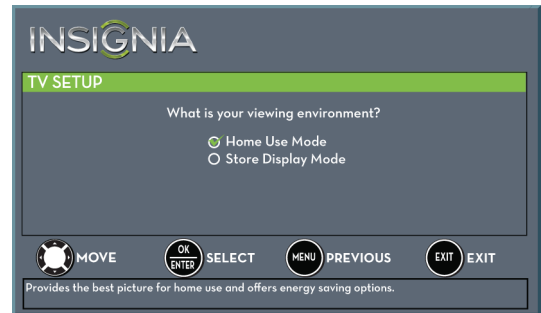 INSIGNIA
TV SETUP
What is your viewing environment?
Home Use Mode
Store Display Mode
MOVE OK ENTER SELECT MENU PREVIOUS EXIT EXIT
Provides the best picture for home use and offers energy saving options.